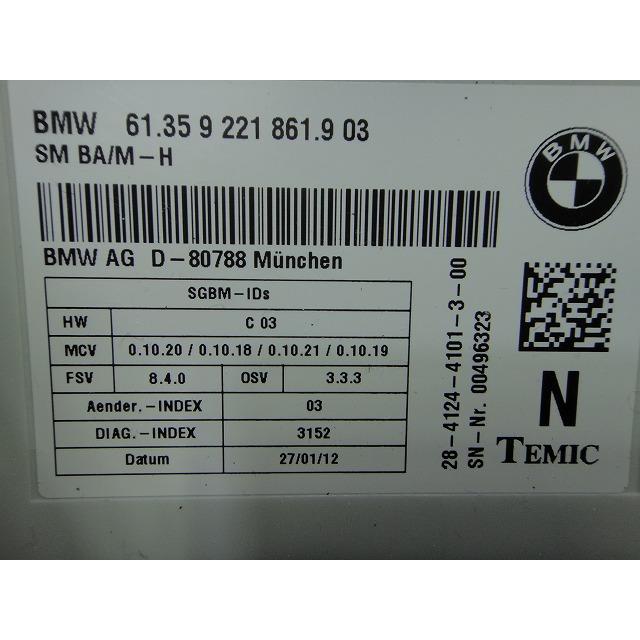 BMW 61.35 9 221 861.9 03
SM BA/M-H
BMW
BMW AG D-80788 München
SGBM-IDs
HW C 03
MCV 0.10.20 / 0.10.18 / 0.10.21 / 0.10.19
FSV 8.4.0 OSV 3.3.3
Aender.-INDEX 03
DIAG.-INDEX 3152
Datum 27/01/12
28-4124-4101-3-00
SN-Nr. 00496323
N
TEMIC